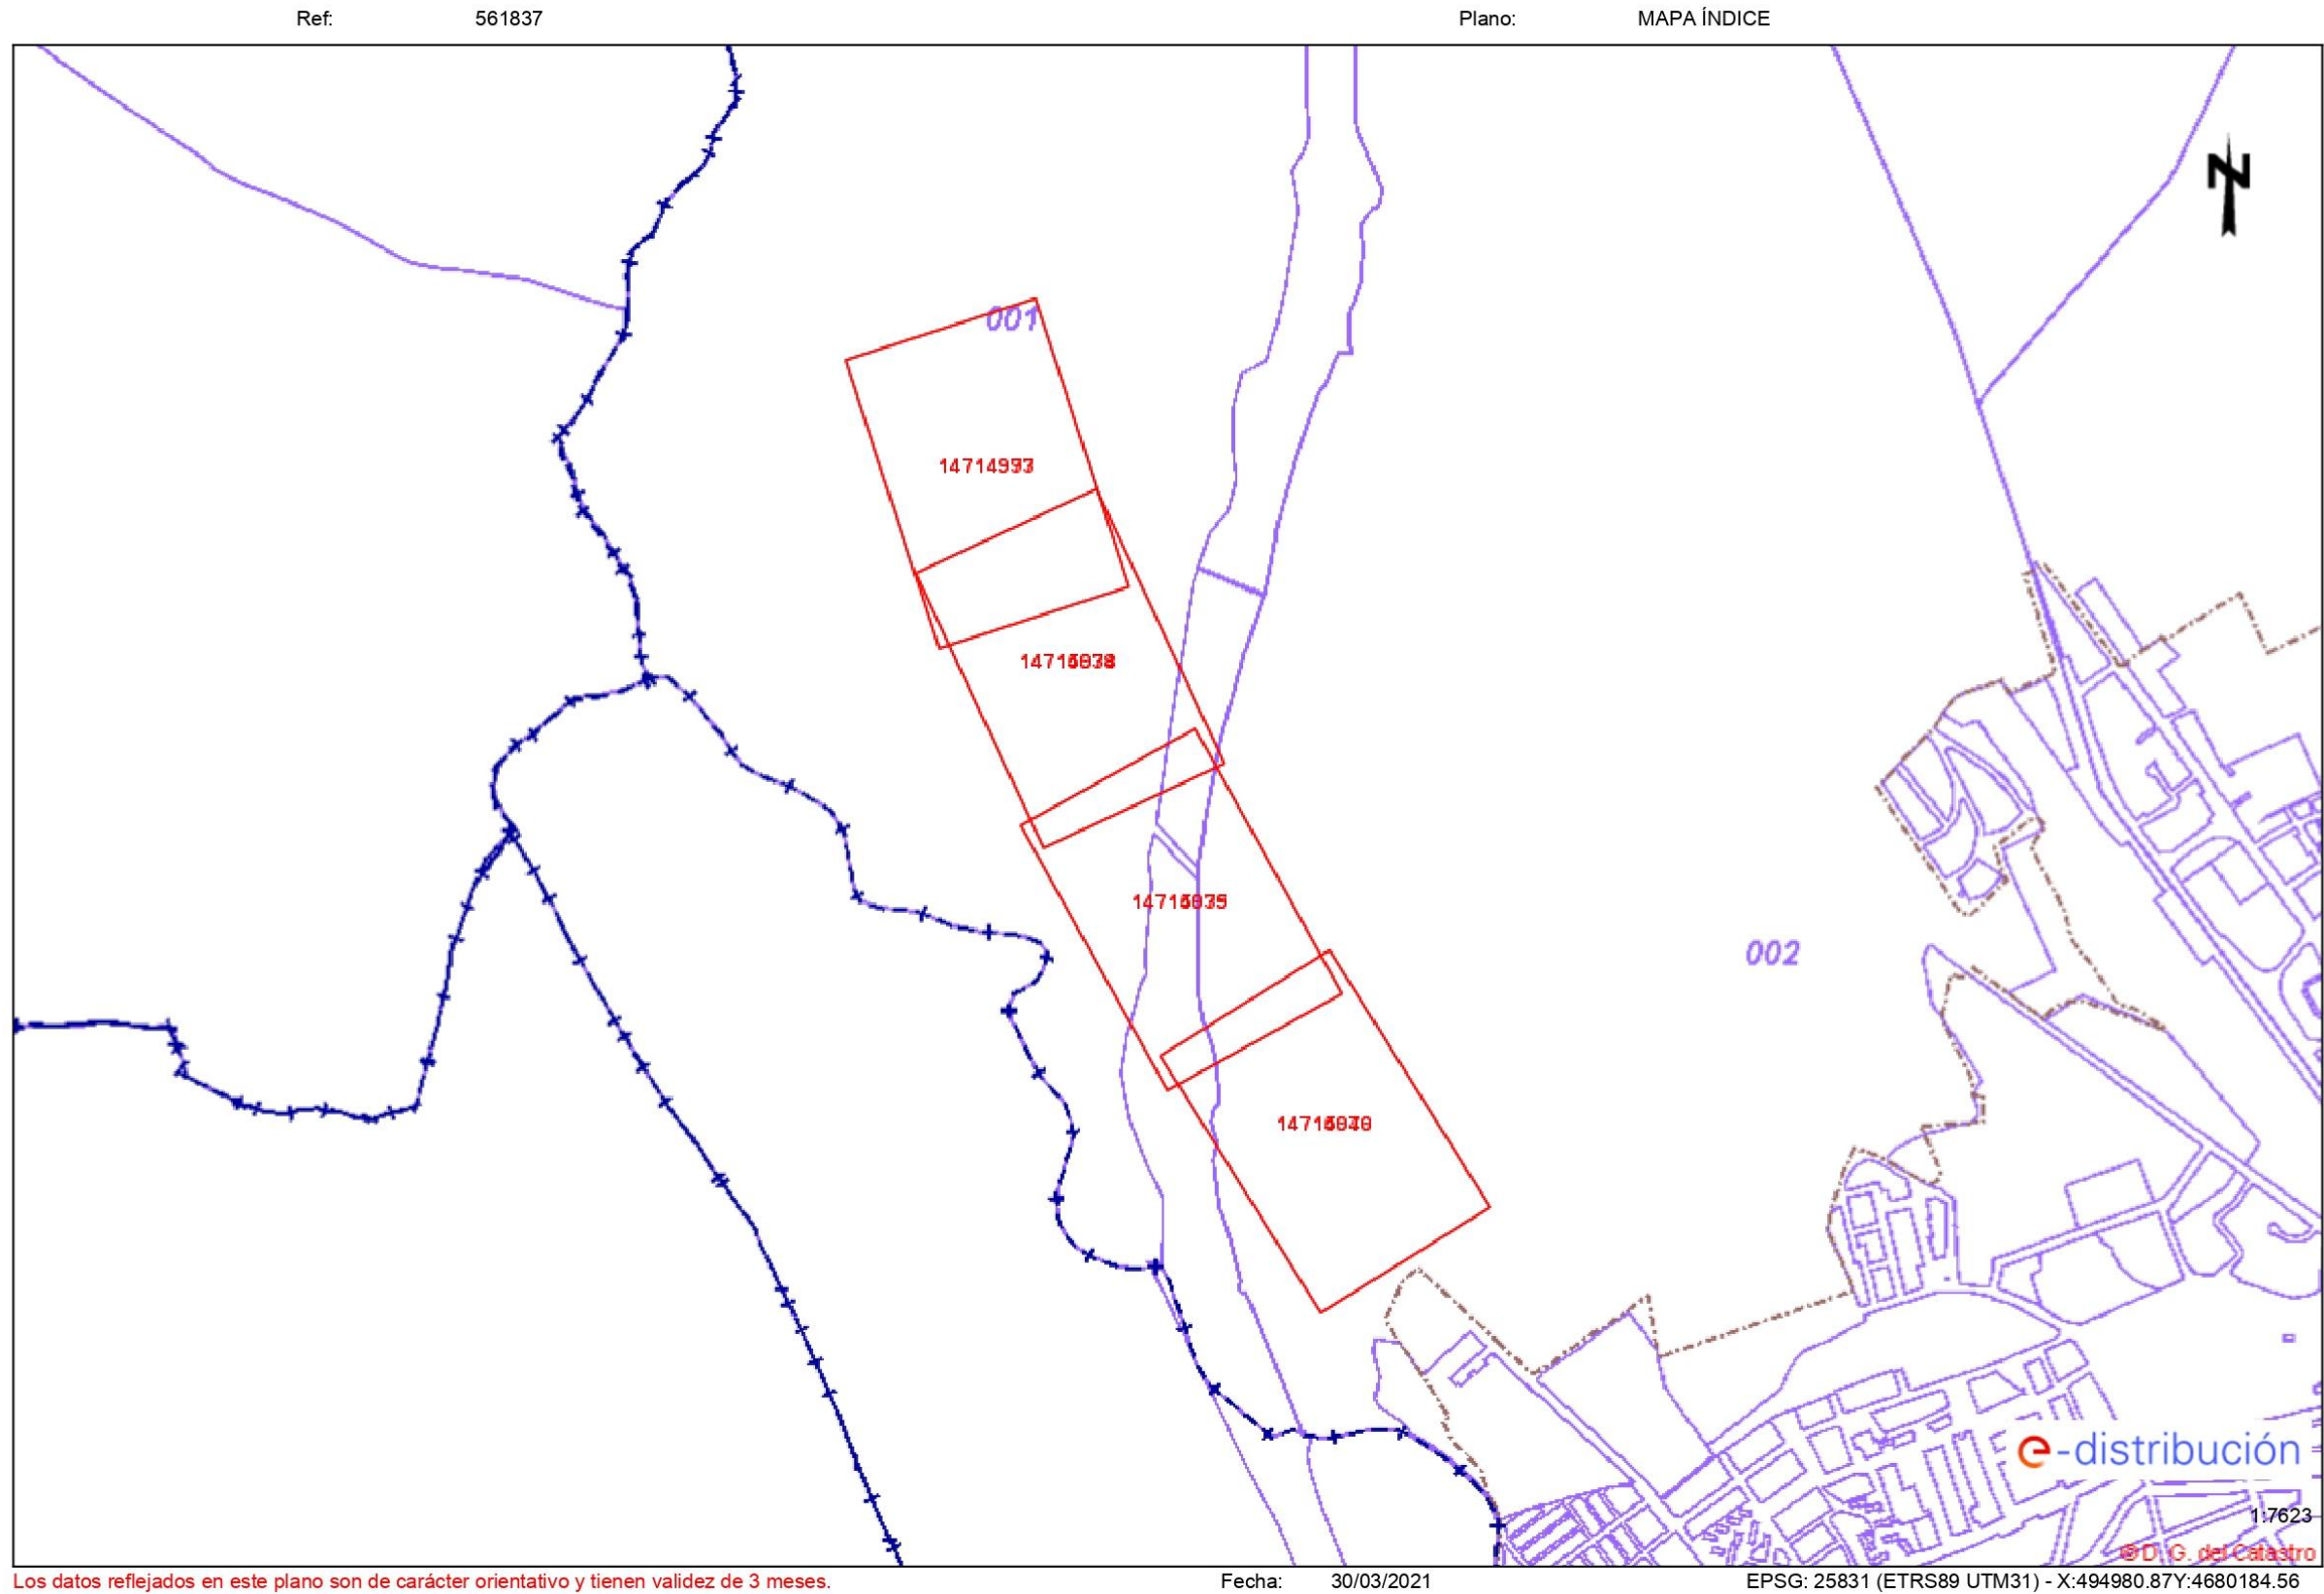 Ref: 561837 Plano: MAPA ÍNDICE
N
001
002
e-distribución
1:7623
© D. G. del Catastro
Los datos reflejados en este plano son de carácter orientativo y tienen validez de 3 meses. Fecha: 30/03/2021 EPSG: 25831 (ETRS89 UTM31) - X:494980.87Y:4680184.56